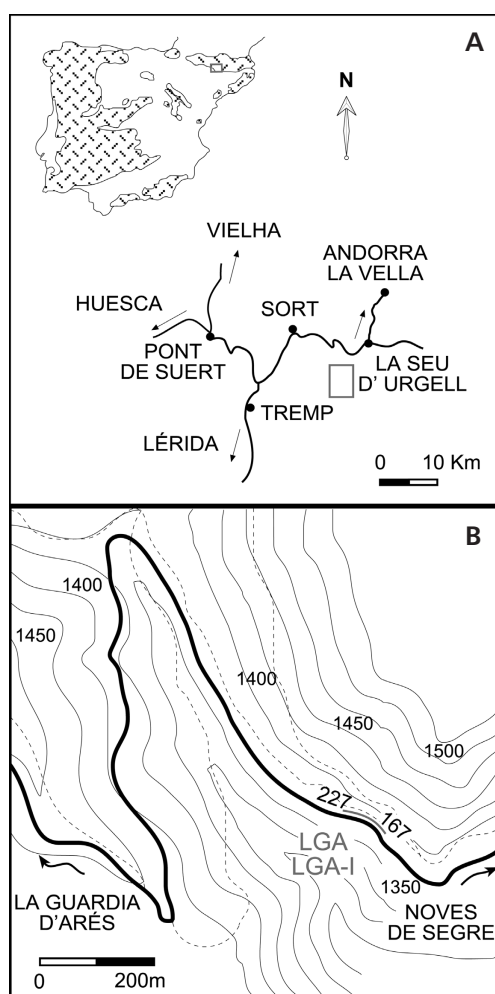 A
N
VIELHA
ANDORRA
LA VELLA
HUESCA
SORT
PONT
DE SUERT
LA SEU
D' URGELL
TREMP
LÉRIDA
0 10 Km
B
1400
1450
1400
1450
1500
227
167
LGA
LGA-I
1350
LA GUARDIA
D'ARÉS
NOVES
DE SEGRE
0 200m